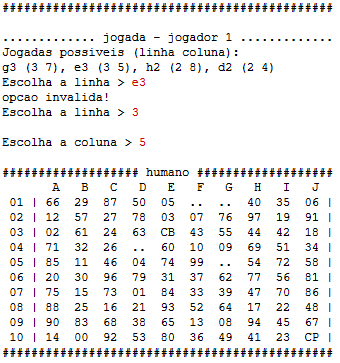 ################################################
............. jogada - jogador 1 .............
Jogadas possiveis (linha coluna):
g3 (3 7), e3 (3 5), h2 (2 8), d2 (2 4)
Escolha a linha > e3
opcao invalida!
Escolha a linha > 3
Escolha a coluna > 5
#################### humano ####################
A B C D E F G H I J
01 | 66 29 87 50 05 .. .. 40 35 06 |
02 | 12 57 27 78 03 07 76 97 19 91 |
03 | 02 61 24 63 CB 43 55 44 42 18 |
04 | 71 32 26 .. 60 10 09 69 51 34 |
05 | 85 11 46 04 74 99 .. 54 72 58 |
06 | 20 30 96 79 31 37 62 77 56 81 |
07 | 75 15 73 01 84 33 39 47 70 86 |
08 | 88 25 16 21 93 52 64 17 22 48 |
09 | 90 83 68 38 65 13 08 94 45 67 |
10 | 14 00 92 53 80 36 49 41 23 CP |
################################################